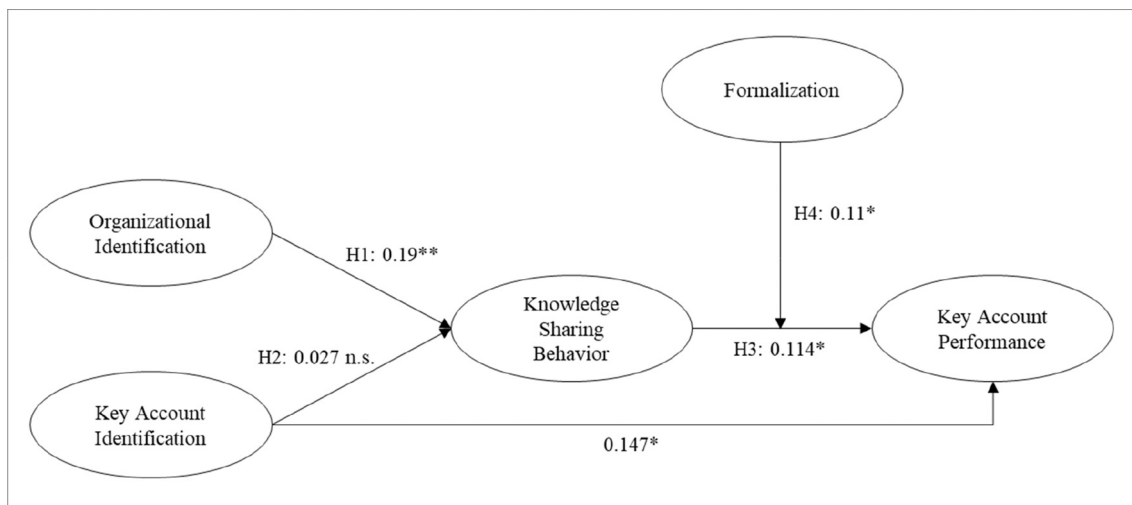 Formalization
Organizational
Identification
H1: 0.19**
H4: 0.11*
Knowledge
Sharing
Behavior
Key Account
Performance
H2: 0.027 n.s.
H3: 0.114*
Key Account
Identification
0.147*